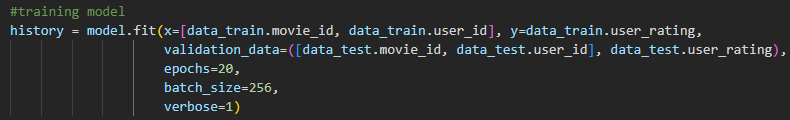 #training model
history = model.fit(x=[data_train.movie_id, data_train.user_id], y=data_train.user_rating,
validation_data=([data_test.movie_id, data_test.user_id], data_test.user_rating),
epochs=20,
batch_size=256,
verbose=1)